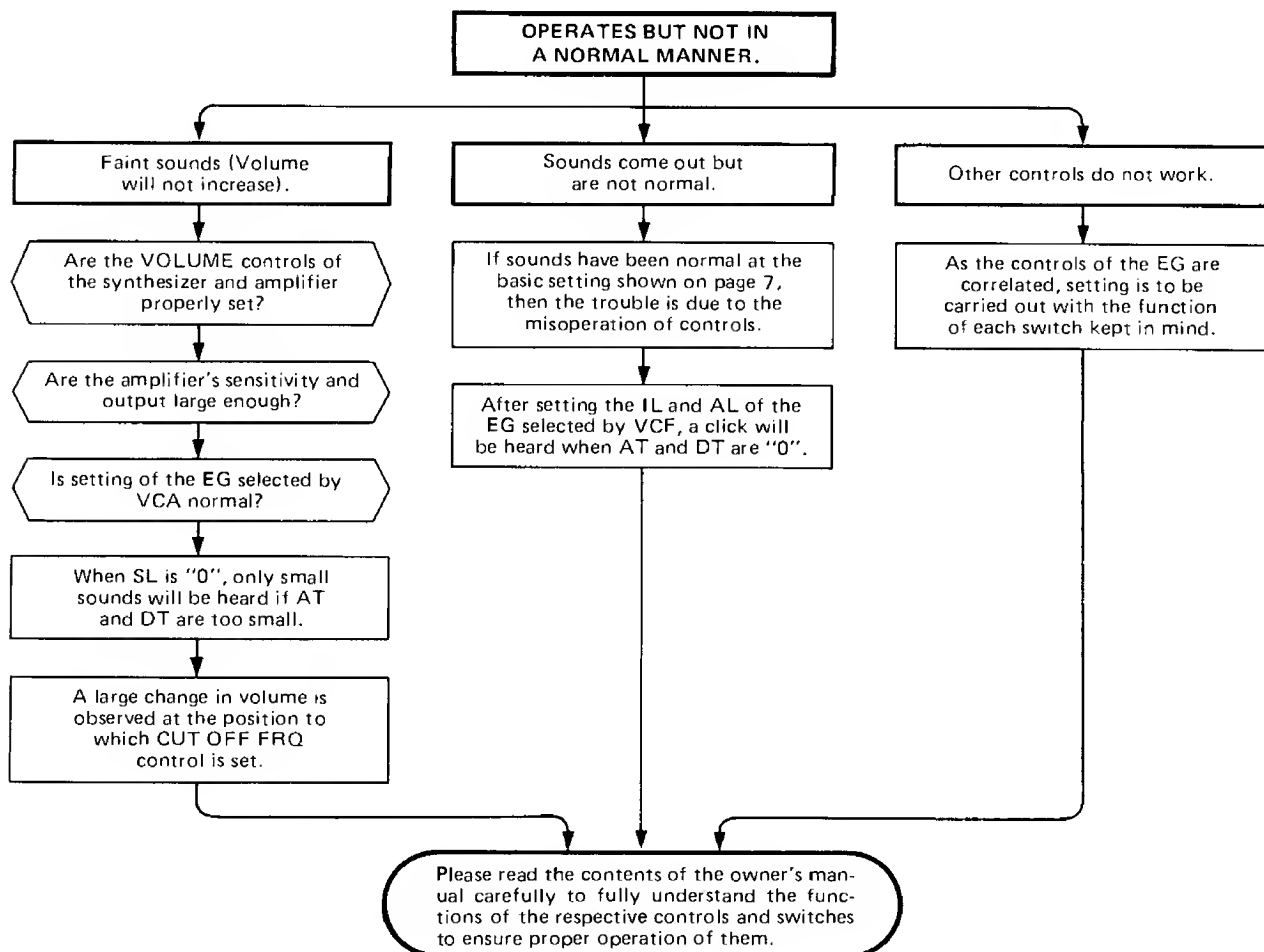 OPERATES BUT NOT IN
A NORMAL MANNER.
Faint sounds (Volume
will not increase).
Are the VOLUME controls of
the synthesizer and amplifier
properly set?
Are the amplifier's sensitivity and
output large enough?
Is setting of the EG selected by
VCA normal?
When SL is "0", only small
sounds will be heard if AT
and DT are too small.
A large change in volume is
observed at the position to
which CUT OFF FRQ
control is set.
Sounds come out but
are not normal.
If sounds have been normal at the
basic setting shown on page 7,
then the trouble is due to the
misoperation of controls.
After setting the IL and AL of the
EG selected by VCF, a click will
be heard when AT and DT are "0".
Other controls do not work.
As the controls of the EG are
correlated, setting is to be
carried out with the function
of each switch kept in mind.
Please read the contents of the owner's man-
ual carefully to fully understand the func-
tions of the respective controls and switches
to ensure proper operation of them.